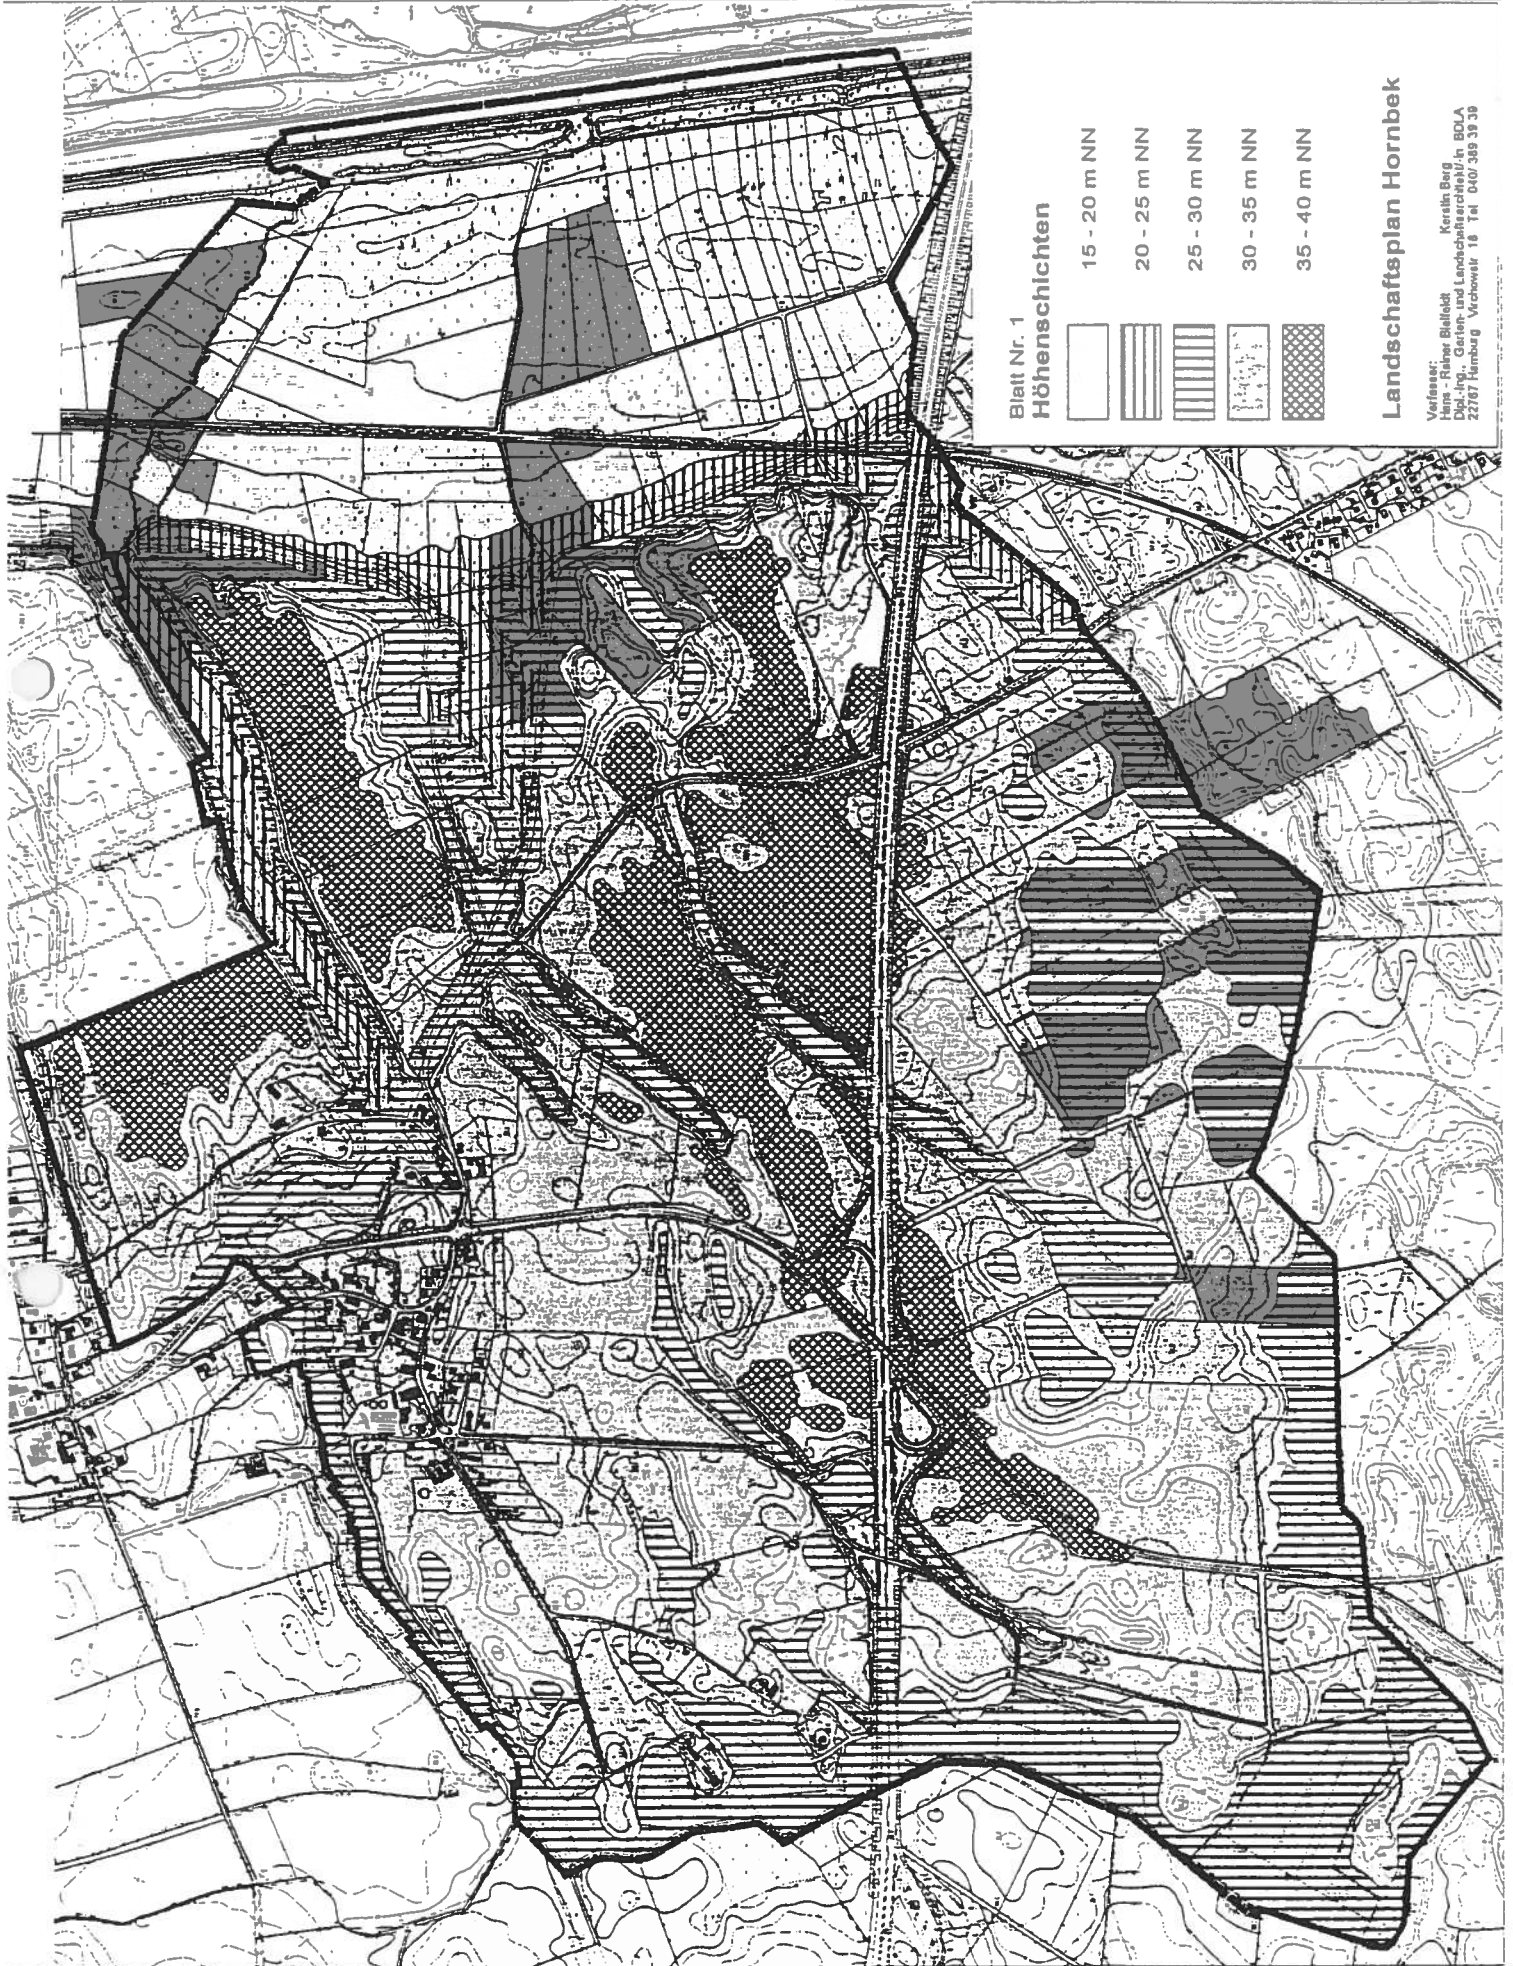 Blatt Nr. 1
Höhenschichten
15 - 20 m NN
20 - 25 m NN
25 - 30 m NN
30 - 35 m NN
35 - 40 m NN
Landschaftsplan Hornbek
Verfasser:
Hans - Rainer Bielfeldt Kerstin Berg
Dipl.-Ing. Garten- und Landschaftsarchitekt/-in BDLA
22767 Hamburg Virchowstr 16 Tel 040/ 389 39 39